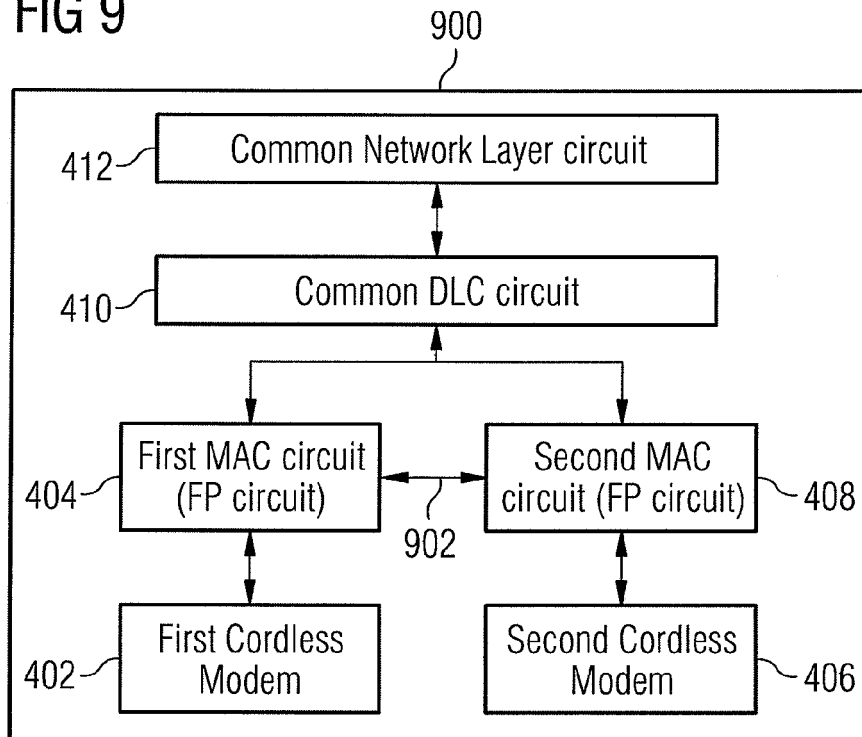 FIG 9
900
Common Network Layer circuit
412
Common DLC circuit
410
First MAC circuit
(FP circuit)
404
Second MAC
circuit (FP circuit)
408
902
First Cordless
Modem
402
Second Cordless
Modem
406